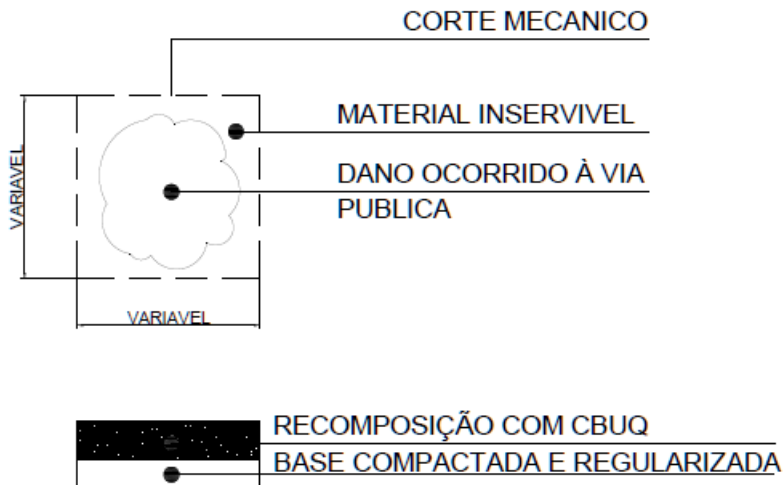 CORTE MECANICO
MATERIAL INSERVIVEL
DANO OCORRIDO À VIA
PUBLICA
VARIAVEL
VARIAVEL
RECOMPOSIÇÃO COM CBUQ
BASE COMPACTADA E REGULARIZADA